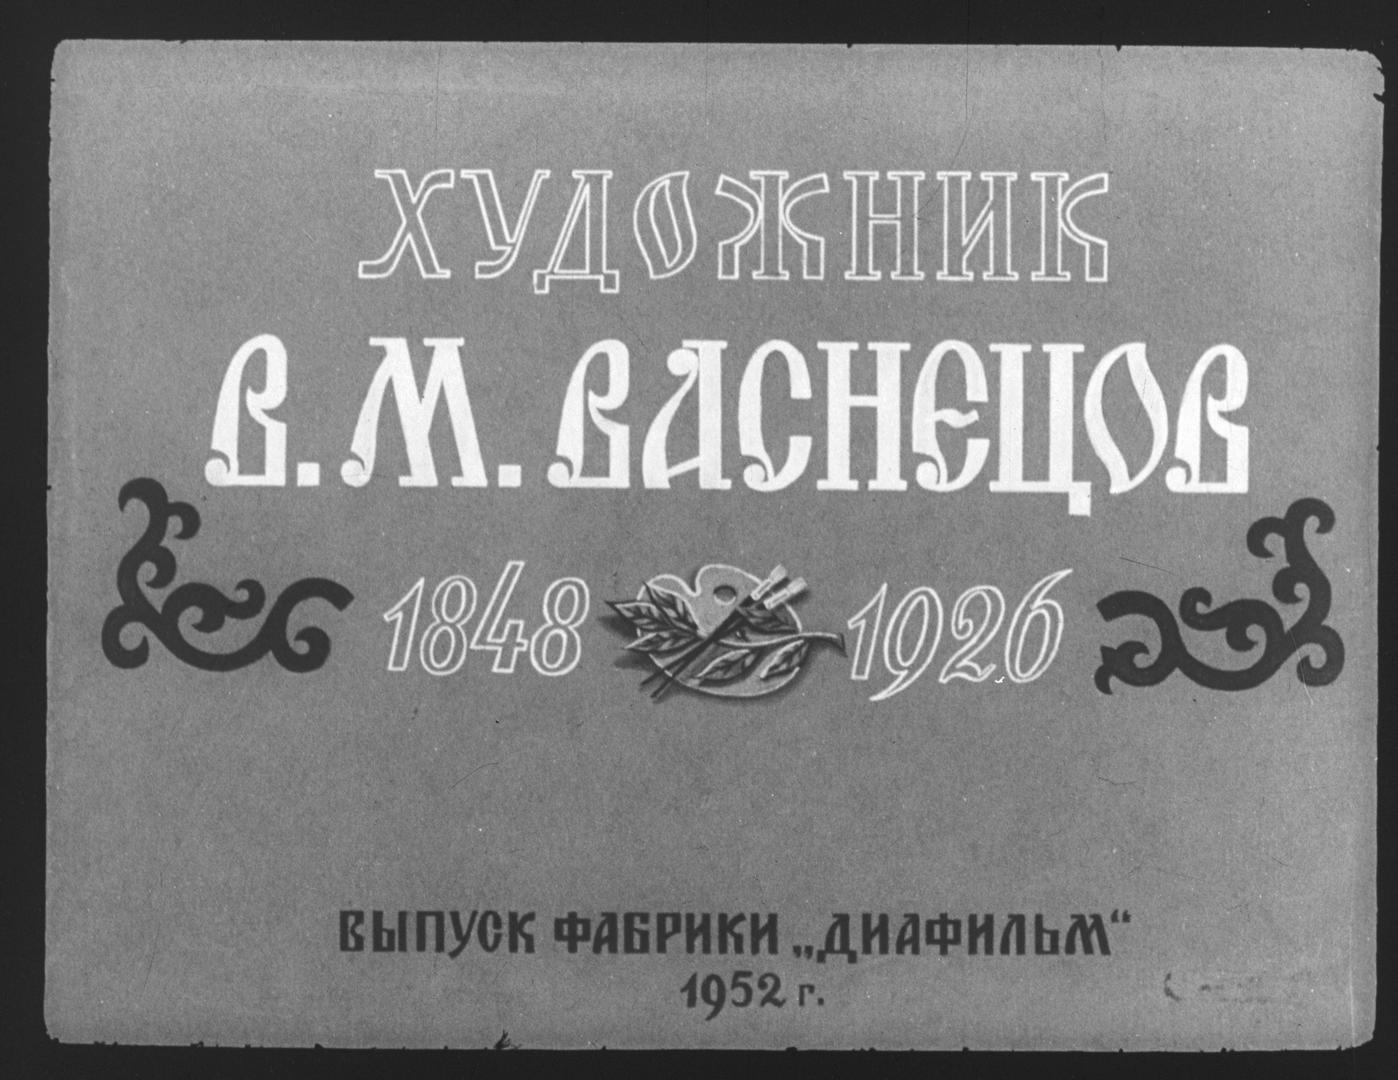 ХУДОЖНИК
В. М. ВАСНЕЦОВ
1848 1926
ВЫПУСК ФАБРИКИ „ДИАФИЛЬМ“
1952 г.